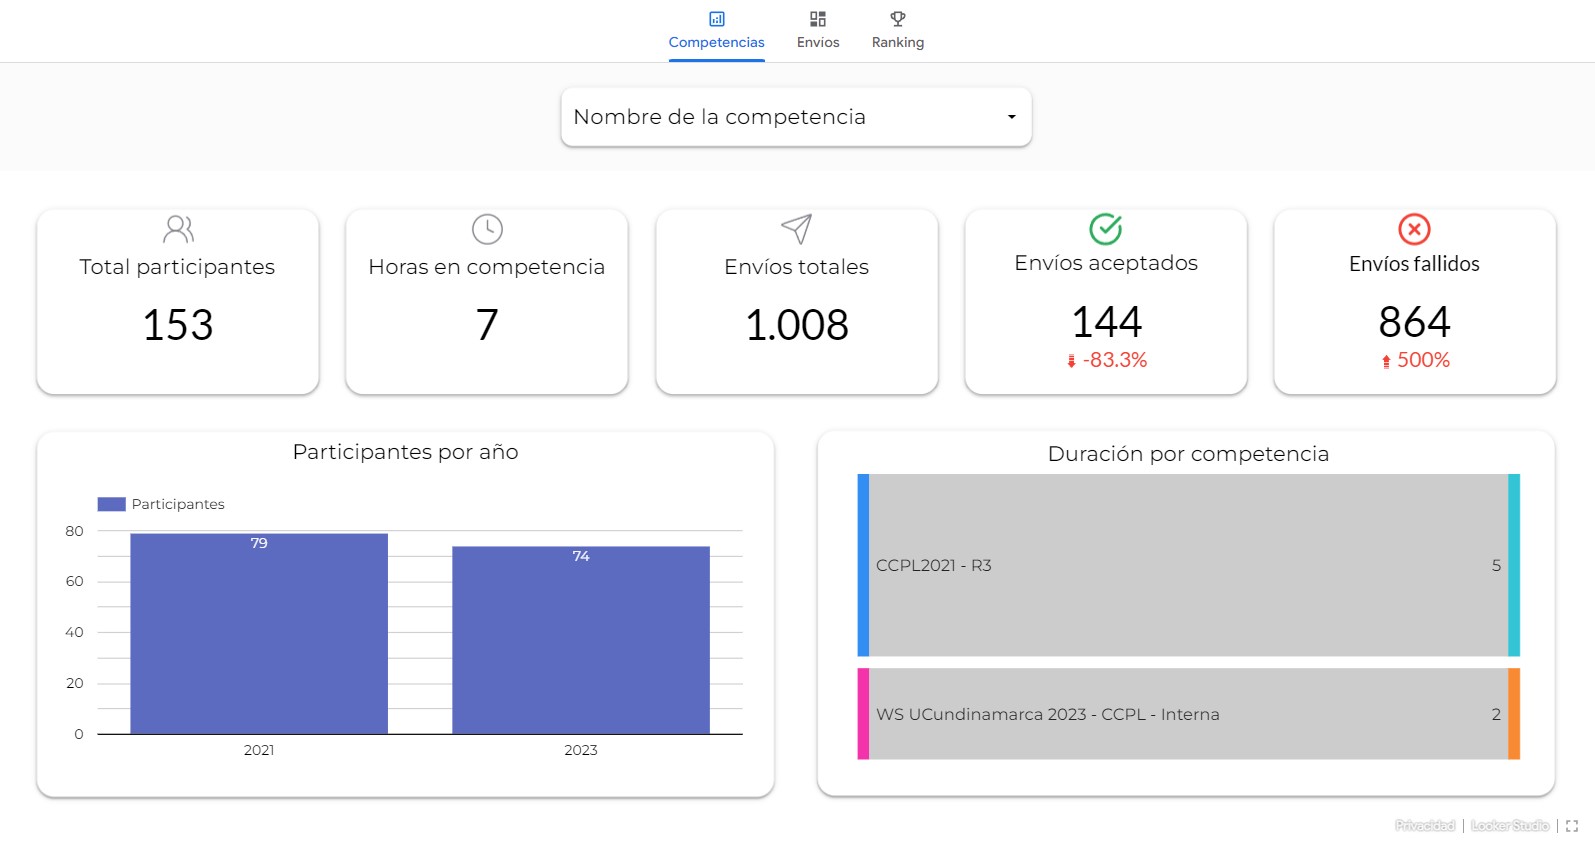 Competencias
Envíos
Ranking
Nombre de la competencia
Total participantes
153
Horas en competencia
7
Envíos totales
1.008
Envíos aceptados
144
-83.3%
Envíos fallidos
864
500%
Participantes por año
Participantes
80
60
40
20
0
79
74
2021
2023
Duración por competencia
CCPL2021 - R3
5
WS UCundinamarca 2023 - CCPL - Interna
2
Privacidad
Looker Studio